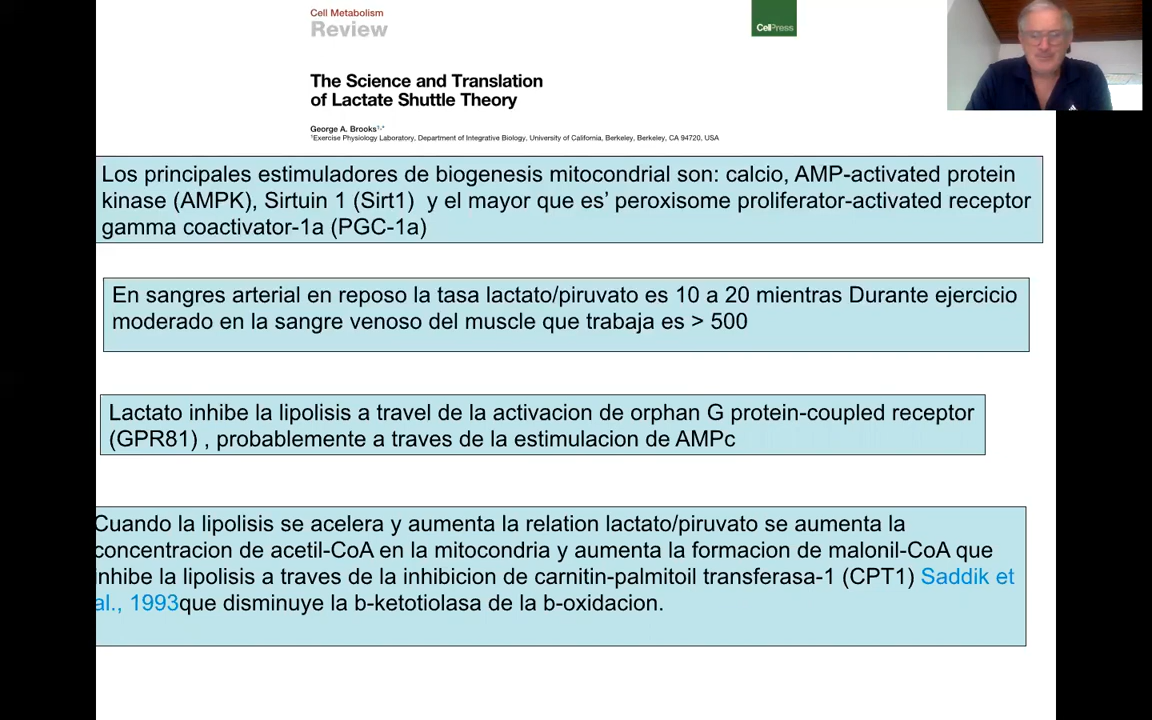 Cell Metabolism
Review
CellPress
The Science and Translation
of Lactate Shuttle Theory
George A. Brooks¹,*
¹Exercise Physiology Laboratory, Department of Integrative Biology, University of California, Berkeley, Berkeley, CA 94720, USA
Los principales estimuladores de biogenesis mitocondrial son: calcio, AMP-activated protein
kinase (AMPK), Sirtuin 1 (Sirt1) y el mayor que es’ peroxisome proliferator-activated receptor
gamma coactivator-1a (PGC-1a)
En sangres arterial en reposo la tasa lactato/piruvato es 10 a 20 mientras Durante ejercicio
moderado en la sangre venoso del muscle que trabaja es > 500
Lactato inhibe la lipolisis a travel de la activacion de orphan G protein-coupled receptor
(GPR81) , probablemente a traves de la estimulacion de AMPc
Cuando la lipolisis se acelera y aumenta la relation lactato/piruvato se aumenta la
concentracion de acetil-CoA en la mitocondria y aumenta la formacion de malonil-CoA que
inhibe la lipolisis a traves de la inhibicion de carnitin-palmitoil transferasa-1 (CPT1) Saddik et
al., 1993que disminuye la b-ketotiolasa de la b-oxidacion.